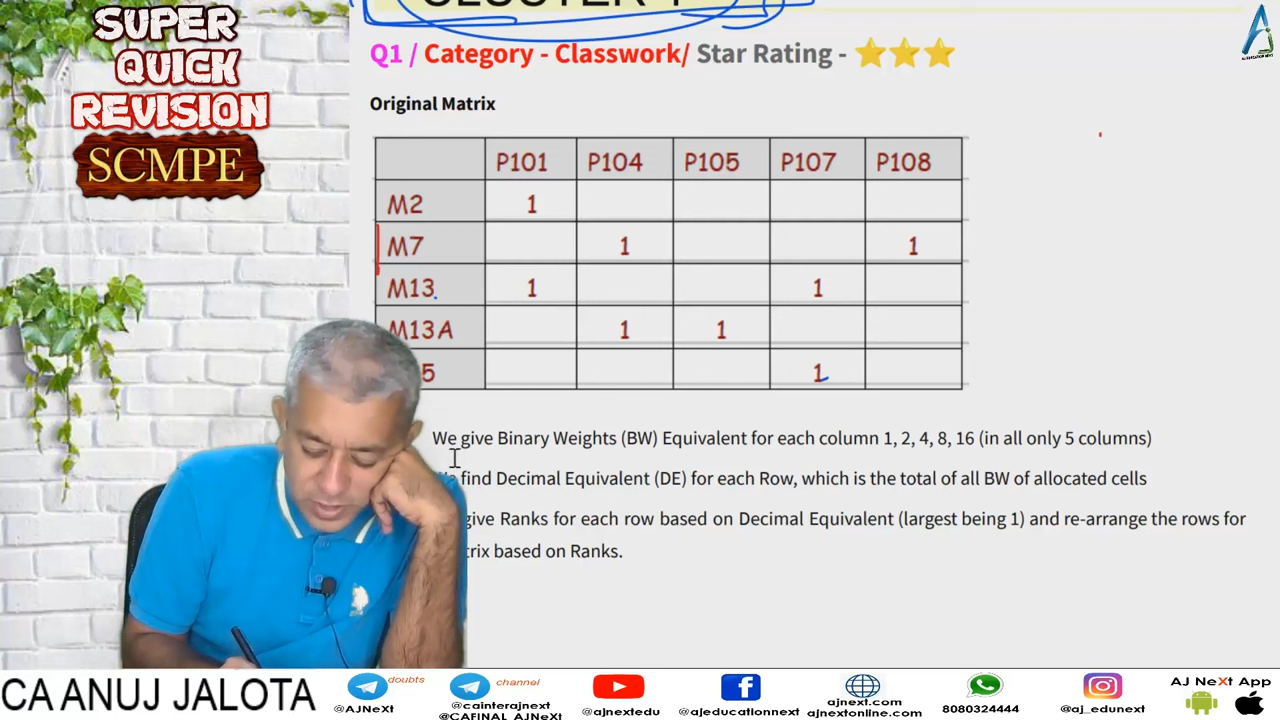 SUPER
QUICK
REVISION
SCMPE
Q1 / Category - Classwork/ Star Rating -
Original Matrix
P101 P104 P105 P107 P108
M2 1
M7 1 1
M13 1 1
M13A 1 1
5 1
We give Binary Weights (BW) Equivalent for each column 1, 2, 4, 8, 16 (in all only 5 columns)
find Decimal Equivalent (DE) for each Row, which is the total of all BW of allocated cells
give Ranks for each row based on Decimal Equivalent (largest being 1) and re-arrange the rows for
based on Ranks.
CA ANUJ JALOTA
doubts
@AJNeXt
channel
@cainterajnext
@CAFINAL_AJNeXt
@ajnextedu
@ajeducationnext
ajnext.com
ajnextonline.com
8080324444
@aj_edunext
AJ NeXt App